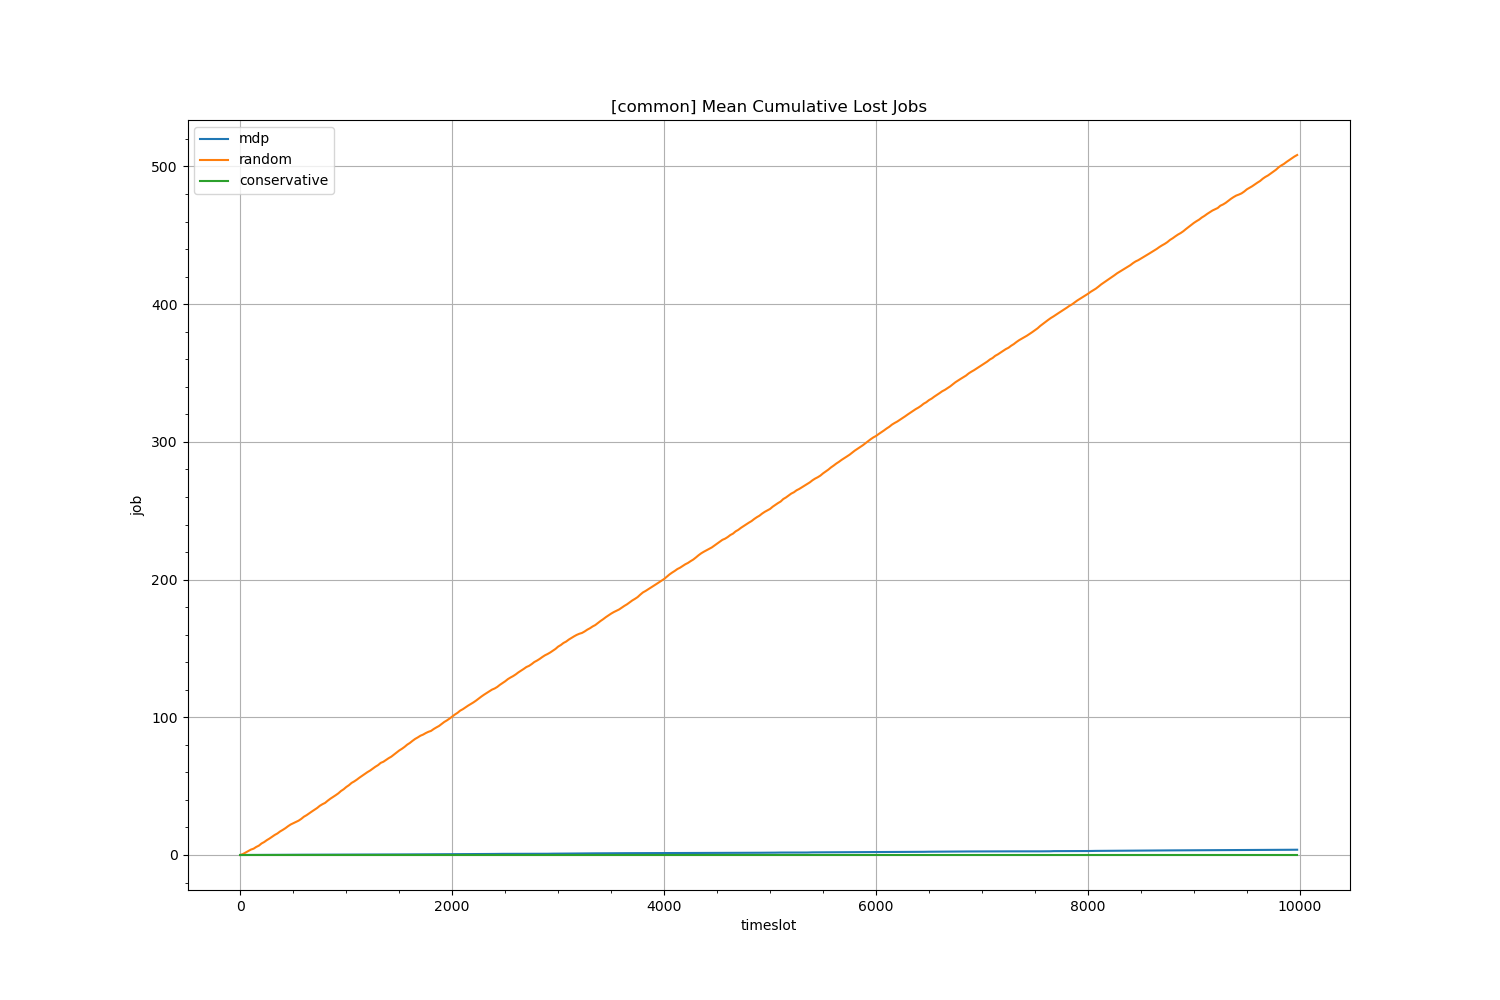 [common] Mean Cumulative Lost Jobs
mdp
random
conservative
500
400
300
200
100
0
job
0 2000 4000 6000 8000 10000
timeslot